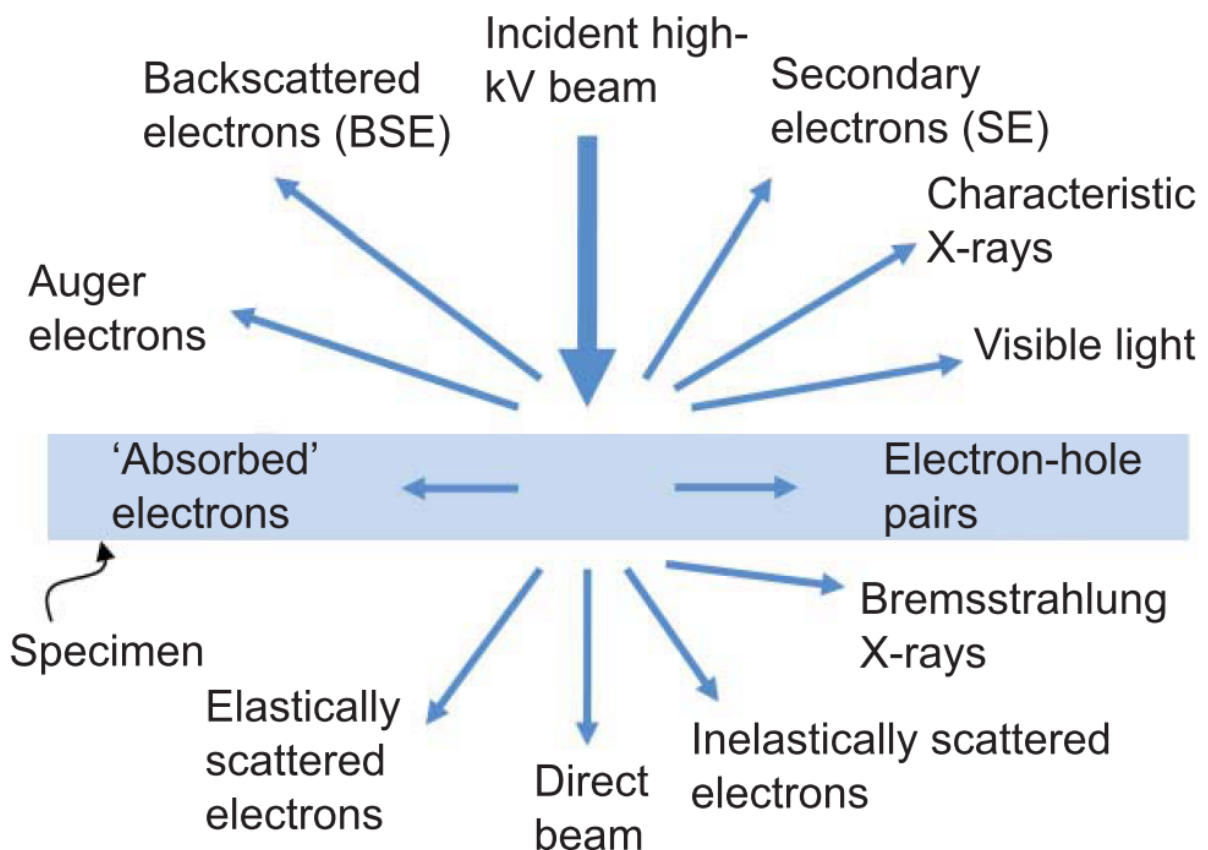 Incident high-
kV beam
Backscattered
electrons (BSE)
Secondary
electrons (SE)
Characteristic
X-rays
Auger
electrons
Visible light
‘Absorbed’
electrons
Electron-hole
pairs
Specimen
Bremsstrahlung
X-rays
Elastically
scattered
electrons
Direct
beam
Inelastically scattered
electrons